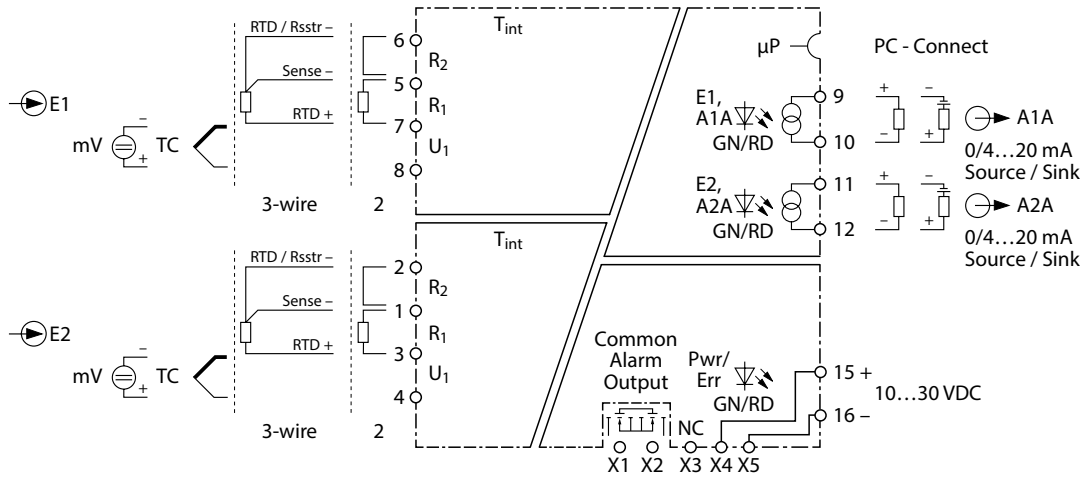 T int
RTD / Rsstr –
6
R2
Sense –
5
R1
RTD +
7
U1
8
E1
mV
–
+
TC
3-wire
2
T int
RTD / Rsstr –
2
R2
Sense –
1
R1
RTD +
3
U1
4
E2
mV
–
+
TC
3-wire
2
µP
PC - Connect
E1,
A1A
GN/RD
9
10
+
–
–
+
A1A
0/4…20 mA
Source / Sink
E2,
A2A
GN/RD
11
12
+
–
–
+
A2A
0/4…20 mA
Source / Sink
Common
Alarm
Output
Pwr/
Err
GN/RD
15 +
16 –
10…30 VDC
NC
X1 X2 X3 X4 X5